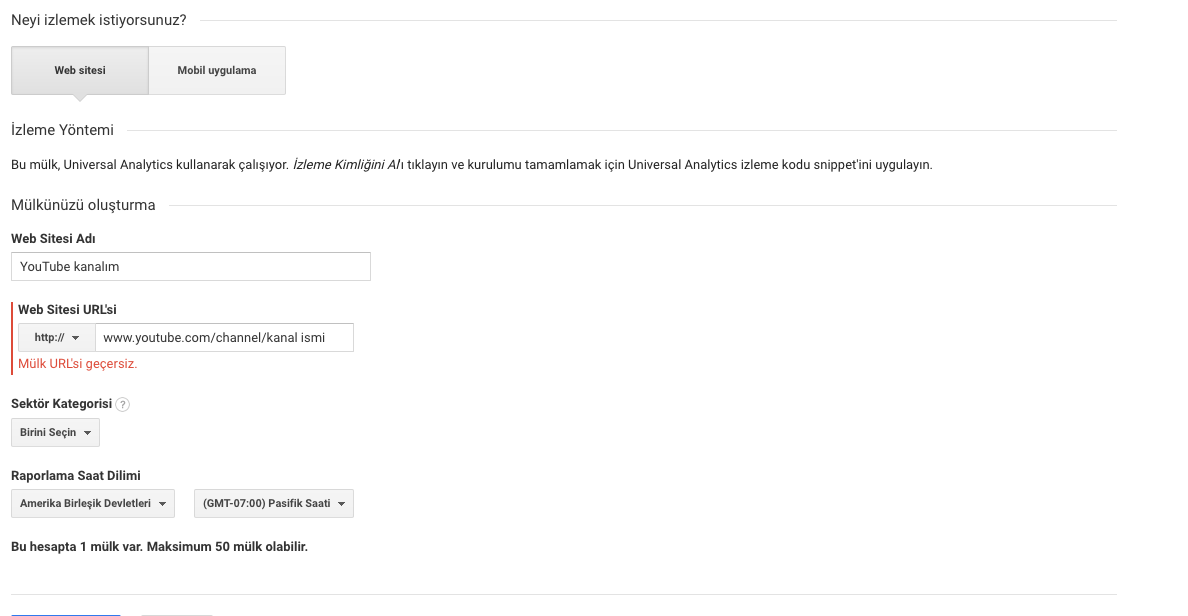 Neyi izlemek istiyorsunuz?
Web sitesi
Mobil uygulama
İzleme Yöntemi
Bu mülk, Universal Analytics kullanarak çalışıyor. İzleme Kimliğini Al'ı tıklayın ve kurulumu tamamlamak için Universal Analytics izleme kodu snippet'ini uygulayın.
Mülkünüzü oluşturma
Web Sitesi Adı
YouTube kanalım
Web Sitesi URL'si
http:// www.youtube.com/channel/kanal ismi
Mülk URL'si geçersiz.
Sektör Kategorisi ?
Birini Seçin
Raporlama Saat Dilimi
Amerika Birleşik Devletleri (GMT-07:00) Pasifik Saati
Bu hesapta 1 mülk var. Maksimum 50 mülk olabilir.